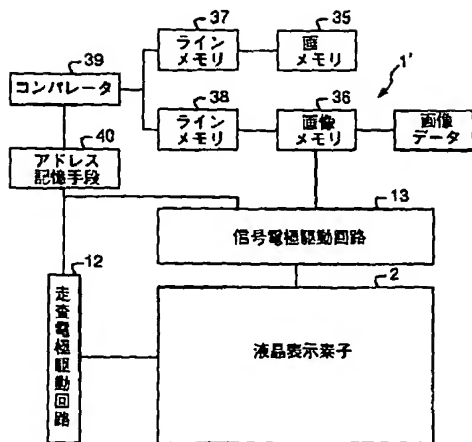 37
35
ライン
メモリ
画
メモリ
39
コンパレータ
1'
38
36
ライン
メモリ
画像
メモリ
画像
データ
40
アドレス
記憶手段
13
信号電極駆動回路
12
2
走査電極駆動回路
液晶表示素子